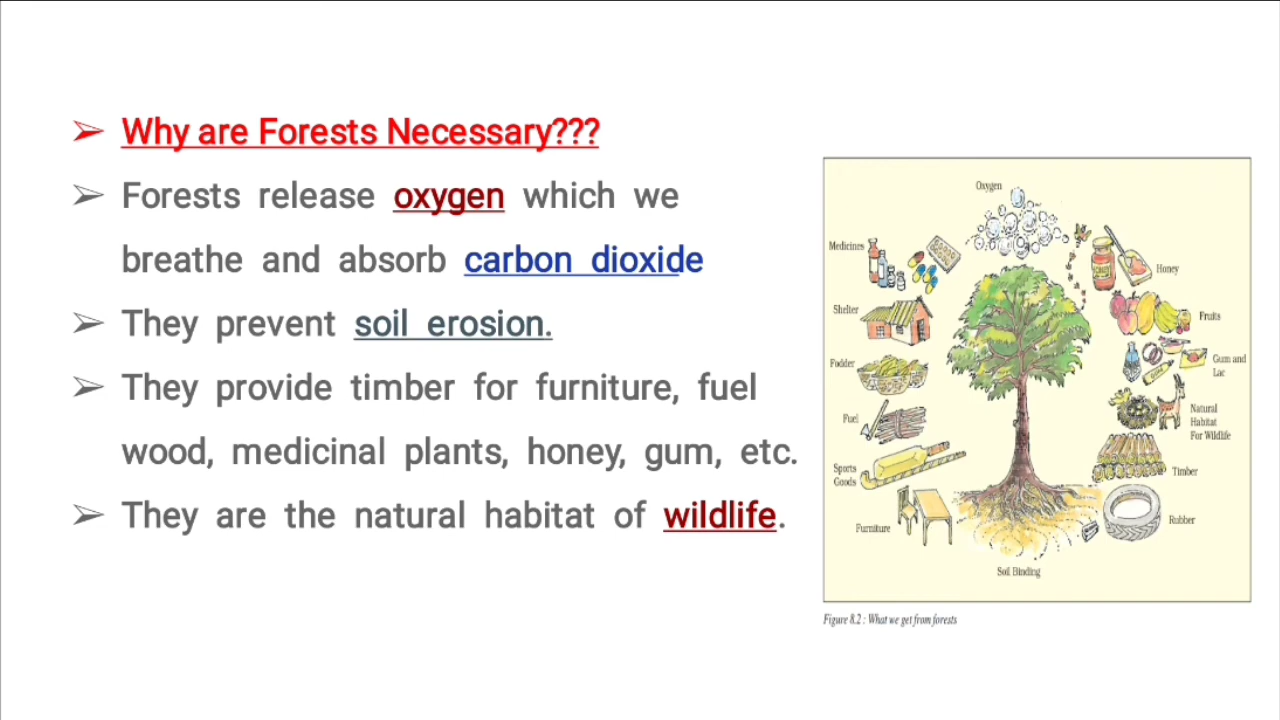 ➢ Why are Forests Necessary???
➢ Forests release oxygen which we
breathe and absorb carbon dioxide
➢ They prevent soil erosion.
➢ They provide timber for furniture, fuel
wood, medicinal plants, honey, gum, etc.
➢ They are the natural habitat of wildlife.
Oxygen
Medicines
Honey
Shelter
Fruits
Fodder
Gum and
Lac
Fuel
Natural
Habitat
For Wildlife
Sports
Goods
Timber
Furniture
Rubber
Soil Binding
Figure 8.2 : What we get from forests